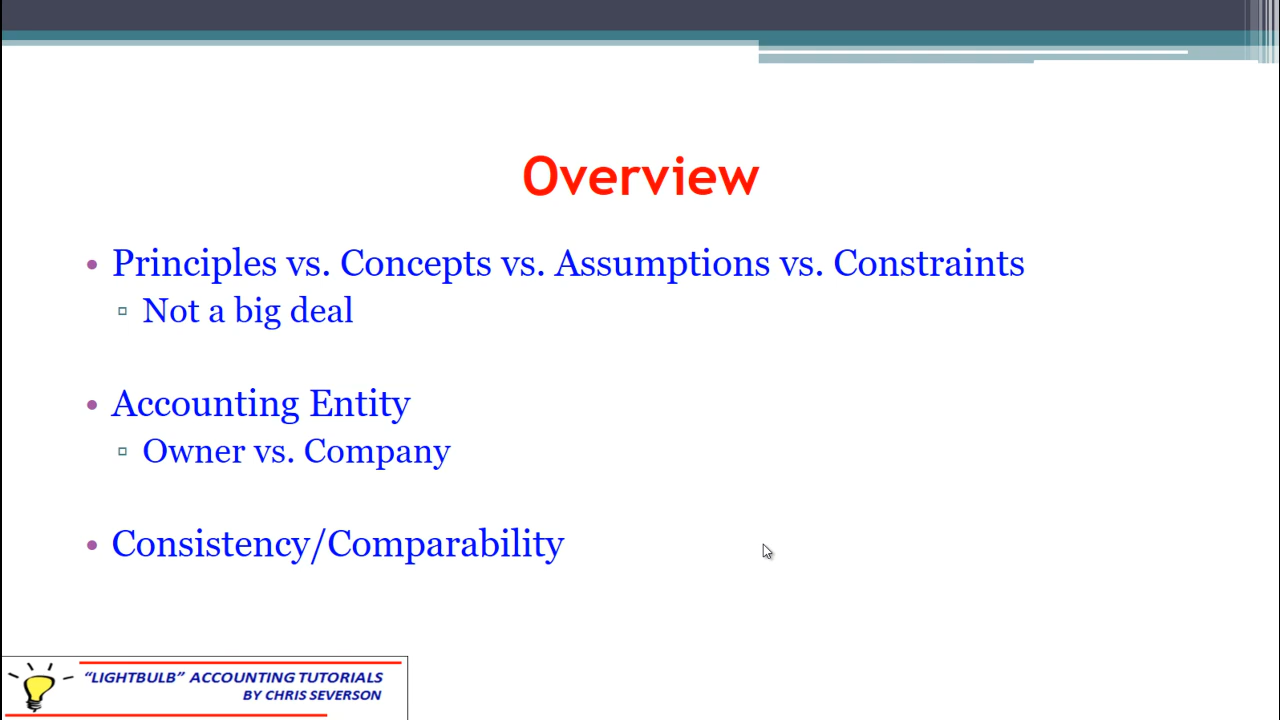 Overview
• Principles vs. Concepts vs. Assumptions vs. Constraints
▫ Not a big deal
• Accounting Entity
▫ Owner vs. Company
• Consistency/Comparability
“LIGHTBULB” ACCOUNTING TUTORIALS
BY CHRIS SEVERSON